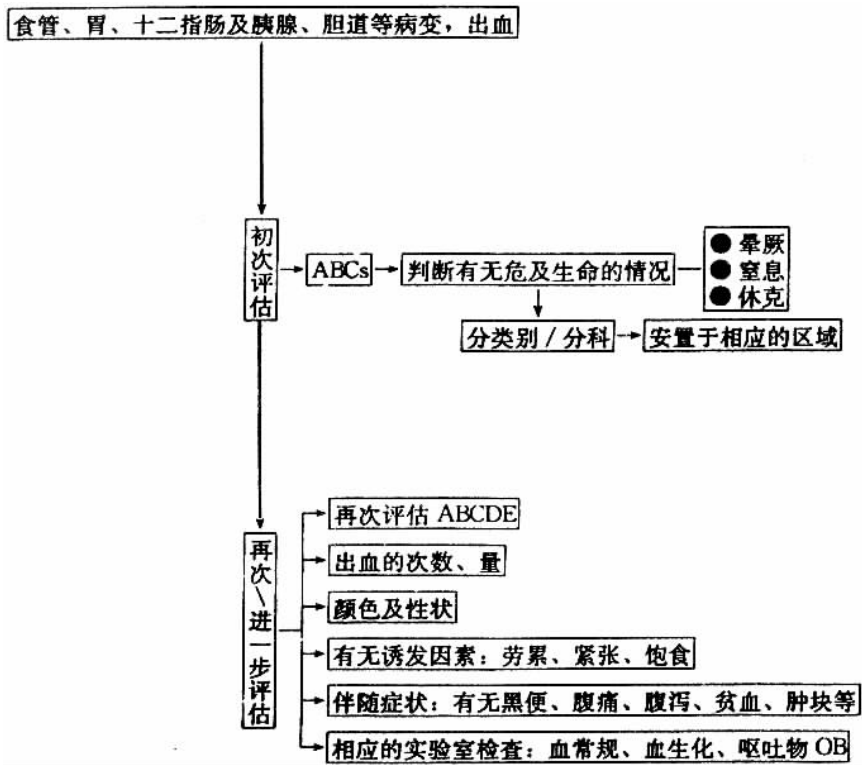 食管、胃、十二指肠及胰腺、胆道等病变，出血
初次评估
ABCs
判断有无危及生命的情况
●晕厥
●窒息
●休克
分类别/分科
安置于相应的区域
再次\进一步评估
再次评估 ABCDE
出血的次数、量
颜色及性状
有无诱发因素：劳累、紧张、饱食
伴随症状：有无黑便、腹痛、腹泻、贫血、肿块等
相应的实验室检查：血常规、血生化、呕吐物 OB